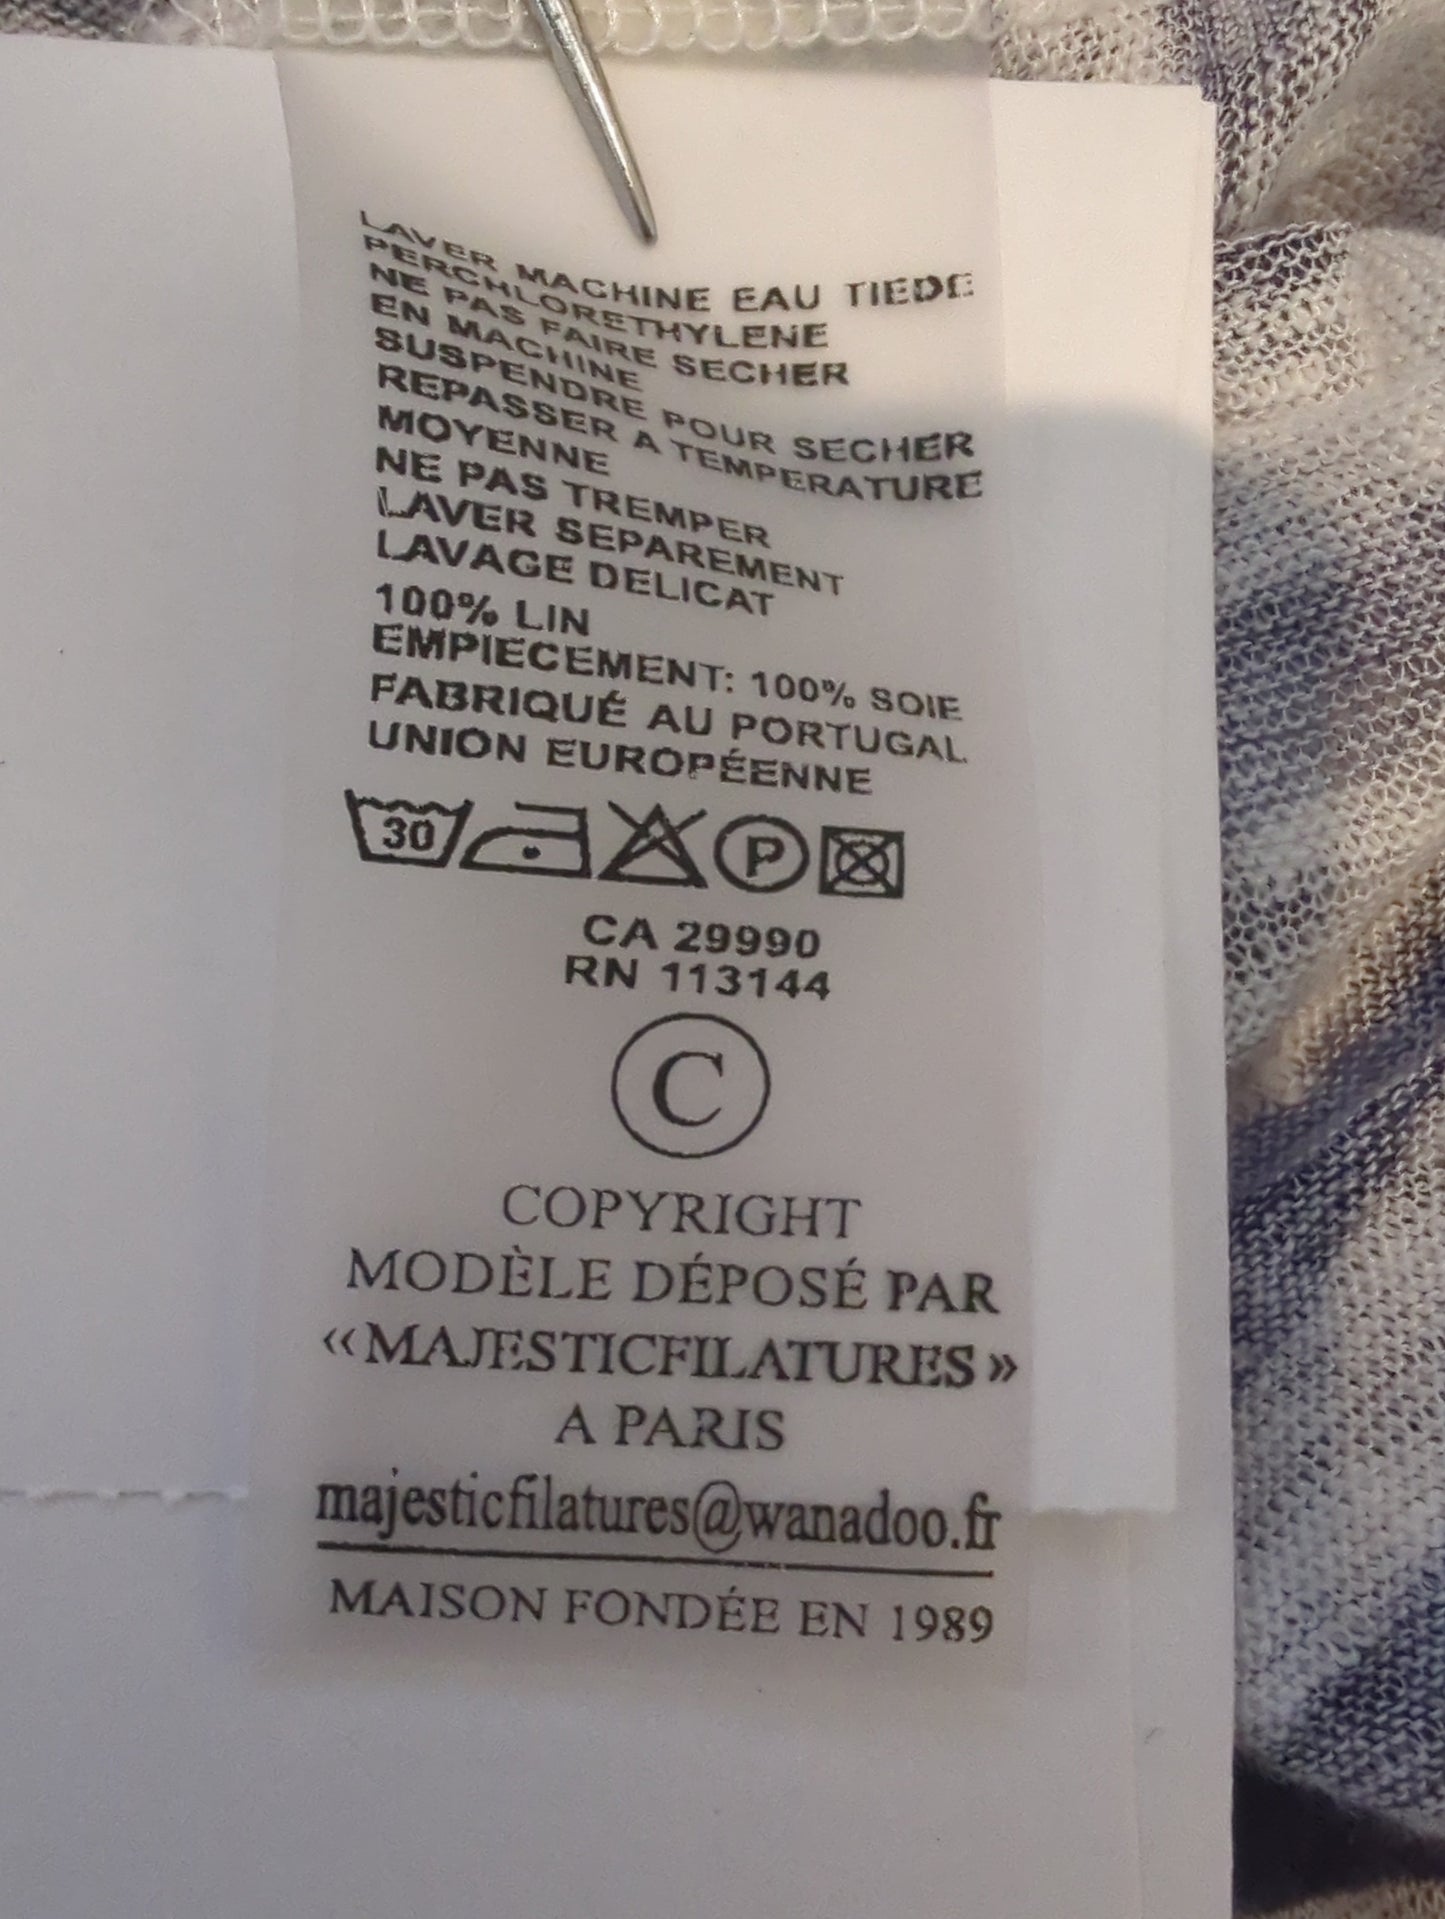 LAVER MACHINE EAU TIEDE
PERCHLORETHYLENE
NE PAS FAIRE SECHER
EN MACHINE
SUSPENDRE POUR SECHER
REPASSER A TEMPERATURE
MOYENNE
NE PAS TREMPER
LAVER SEPAREMENT
LAVAGE DELICAT
100% LIN
EMPIECEMENT: 100% SOIE
FABRIQUÉ AU PORTUGAL
UNION EUROPÉENNE
30 P
CA 29990
RN 113144
©
COPYRIGHT
MODÈLE DÉPOSÉ PAR
«MAJESTICFILATURES»
A PARIS
majesticfilatures@wanadoo.fr
MAISON FONDÉE EN 1989